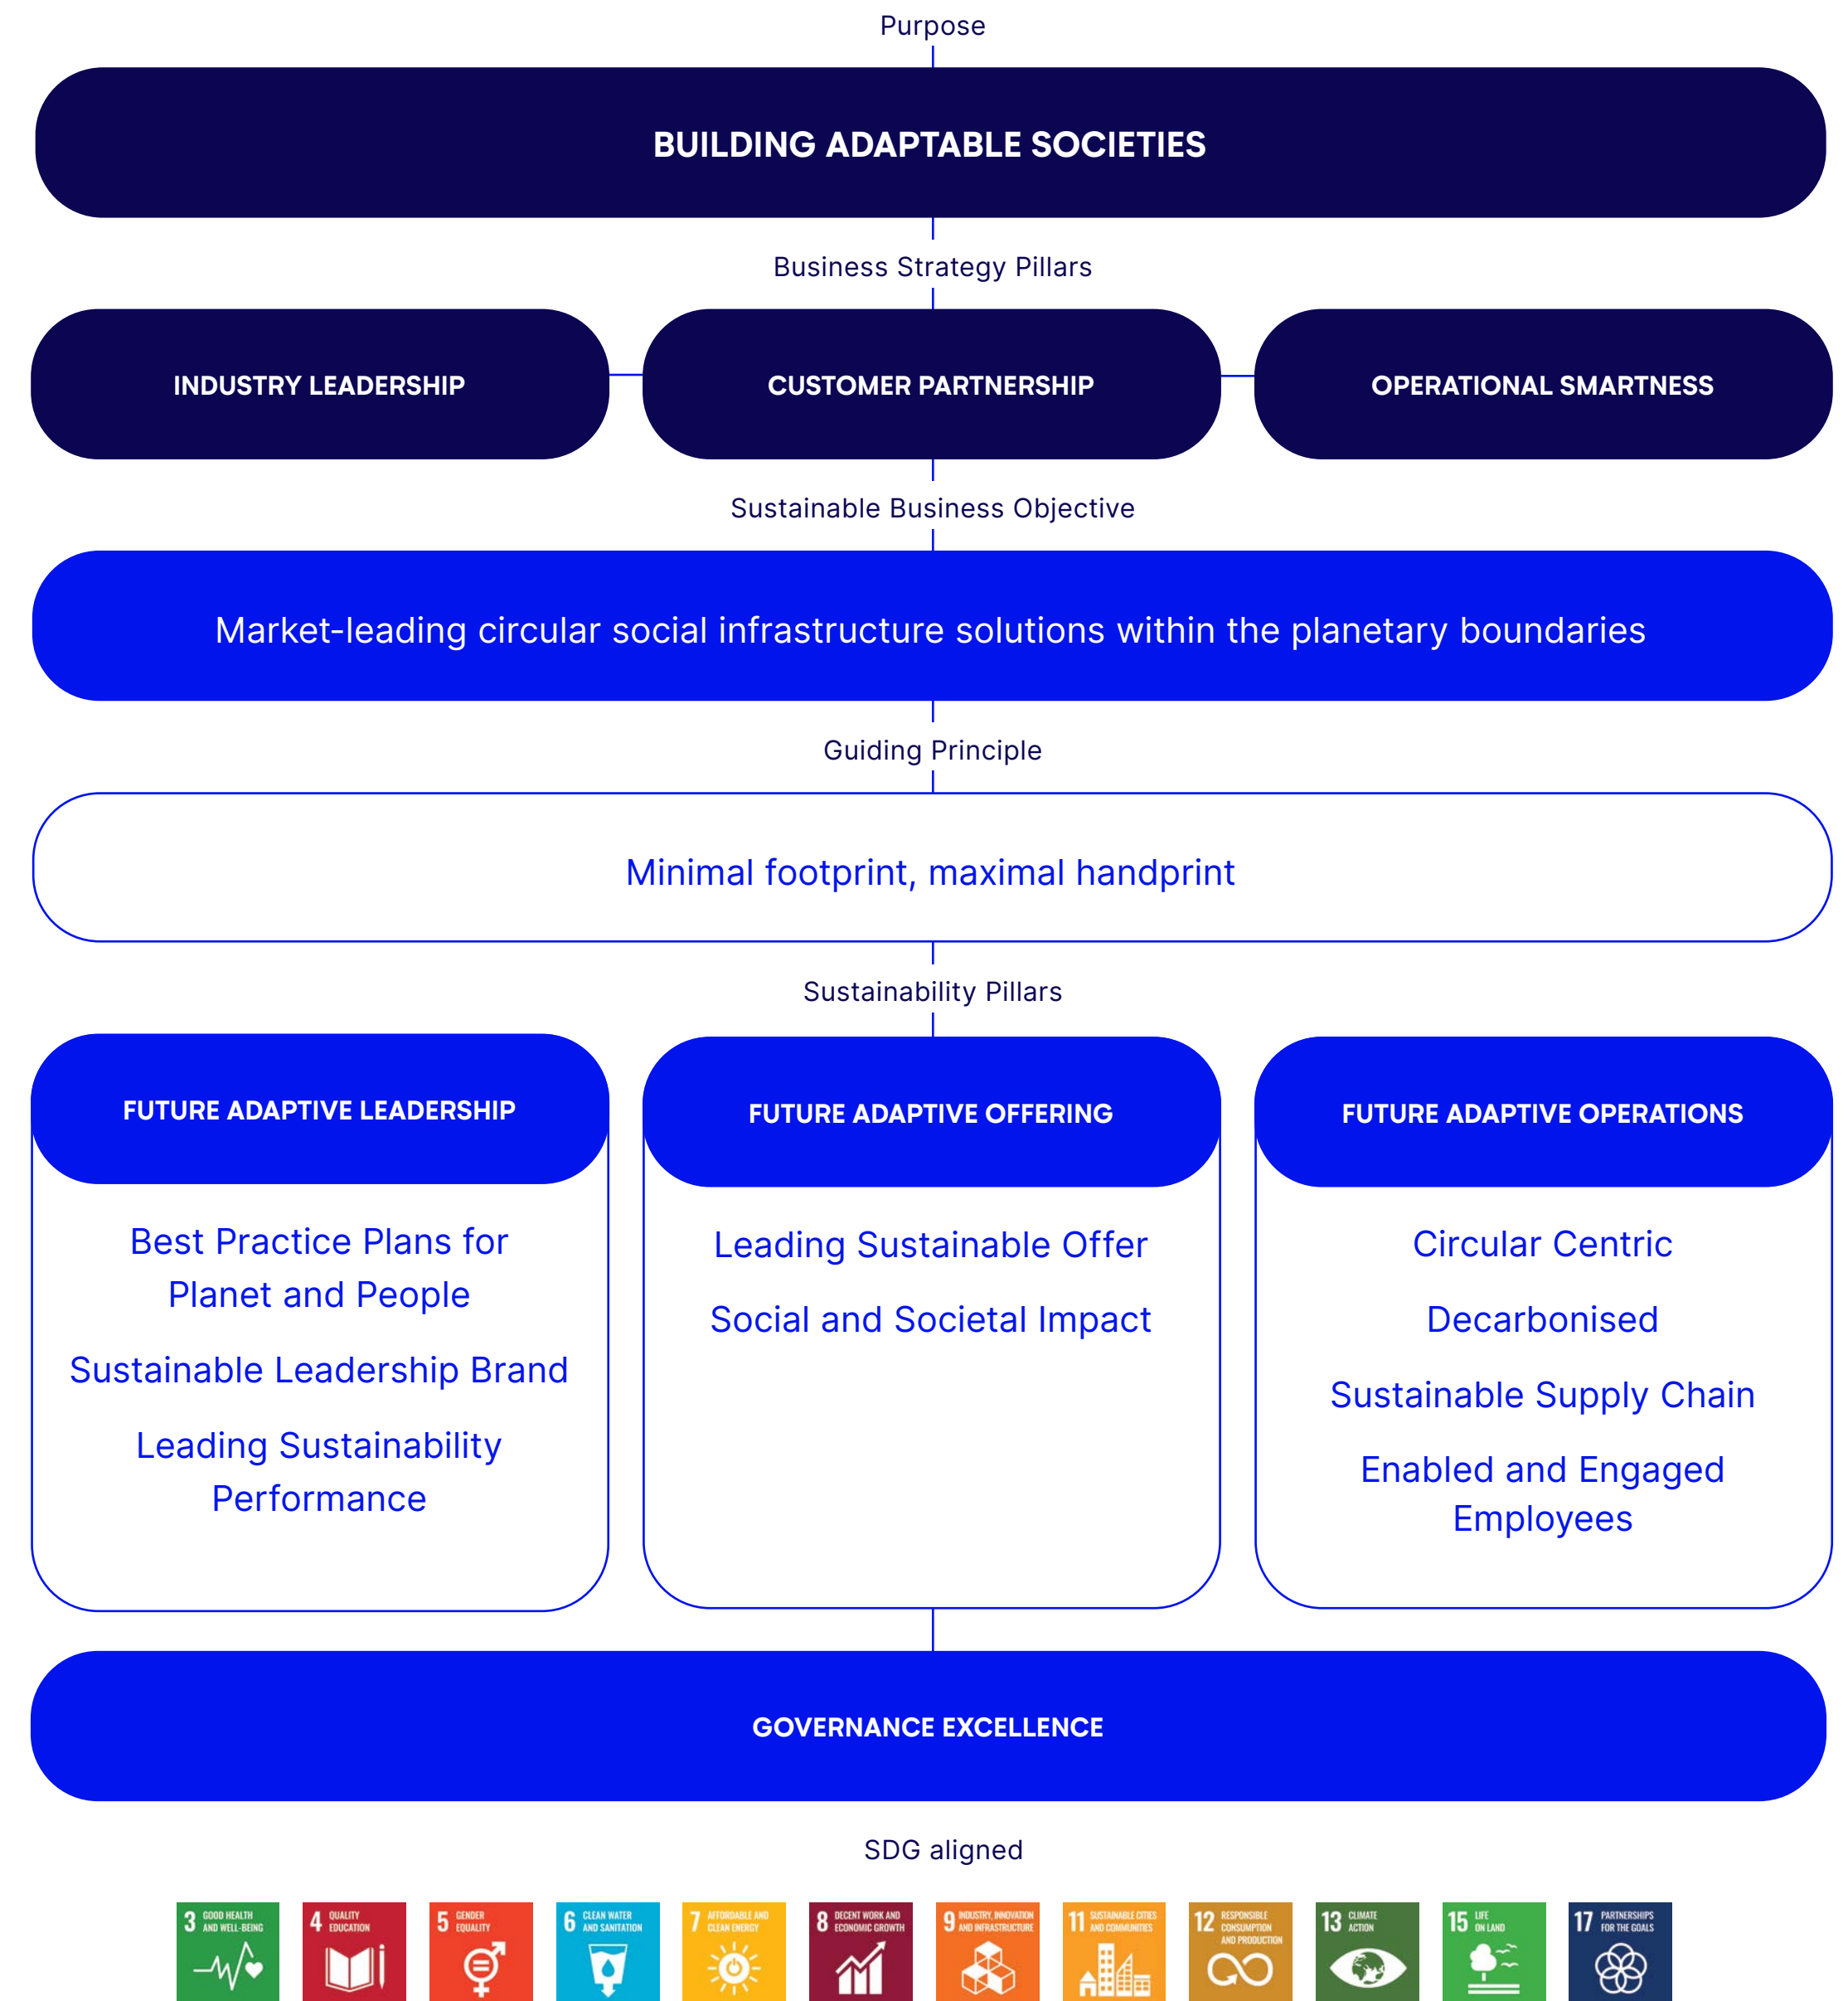 Purpose
BUILDING ADAPTABLE SOCIETIES
Business Strategy Pillars
INDUSTRY LEADERSHIP
CUSTOMER PARTNERSHIP
OPERATIONAL SMARTNESS
Sustainable Business Objective
Market-leading circular social infrastructure solutions within the planetary boundaries
Guiding Principle
Minimal footprint, maximal handprint
Sustainability Pillars
FUTURE ADAPTIVE LEADERSHIP
Best Practice Plans for
Planet and People
Sustainable Leadership Brand
Leading Sustainability
Performance
FUTURE ADAPTIVE OFFERING
Leading Sustainable Offer
Social and Societal Impact
FUTURE ADAPTIVE OPERATIONS
Circular Centric
Decarbonised
Sustainable Supply Chain
Enabled and Engaged
Employees
GOVERNANCE EXCELLENCE
SDG aligned
3 GOOD HEALTH
AND WELL-BEING
4 QUALITY
EDUCATION
5 GENDER
EQUALITY
6 CLEAN WATER
AND SANITATION
7 AFFORDABLE AND
CLEAN ENERGY
8 DECENT WORK AND
ECONOMIC GROWTH
9 INDUSTRY, INNOVATION
AND INFRASTRUCTURE
11 SUSTAINABLE CITIES
AND COMMUNITIES
12 RESPONSIBLE
CONSUMPTION
AND PRODUCTION
13 CLIMATE
ACTION
15 LIFE
ON LAND
17 PARTNERSHIPS
FOR THE GOALS